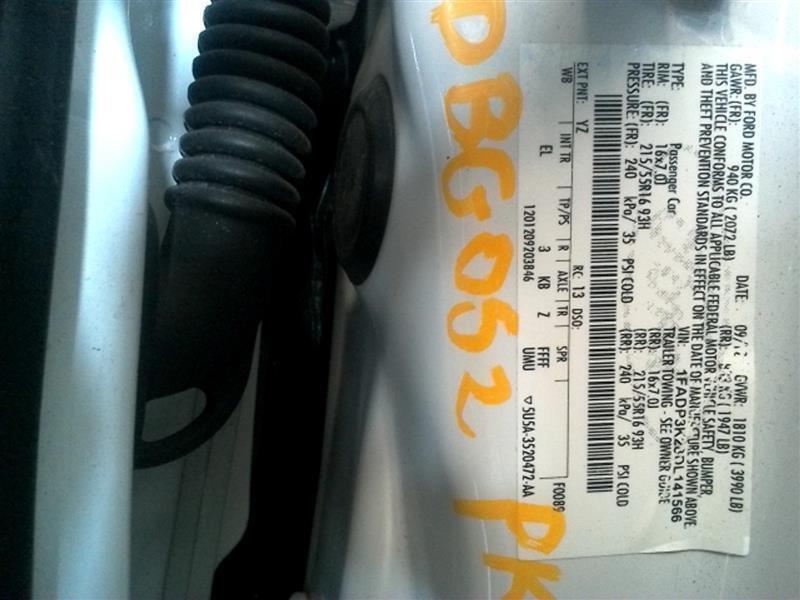 MFD. BY FORD MOTOR CO.
DATE: GVWR: 1810 KG ( 3990 LB)
GAWR: (FR): 940 KG ( 2022 LB) (RR): KG ( 1947 LB)
THIS VEHICLE CONFORMS TO ALL APPLICABLE FEDERAL MOTOR VEHICLE SAFETY, BUMPER,
AND THEFT PREVENTION STANDARDS IN EFFECT ON THE DATE OF MANUFACTURE SHOWN ABOVE.
VIN:
TYPE: Passenger Car TRAILER TOWING - SEE OWNER GUIDE
RIM: (FR): 16x7.0J (RR): 16x7.0J
TIRE: (FR): 215/55R16 93H (RR): 215/55R16 93H
PRESSURE: (FR): 240 kPa/ 35 PSI COLD (RR): 240 kPa/ 35 PSI COLD
EXT PNT: YZ RC: 13 DSO: F0089
WB INT TR TP/PS R AXLE TR SPR
EL 3 KB Z FFFF UMU
1201209203846 ▽5U5A-3520472-AA
PBG052 PK